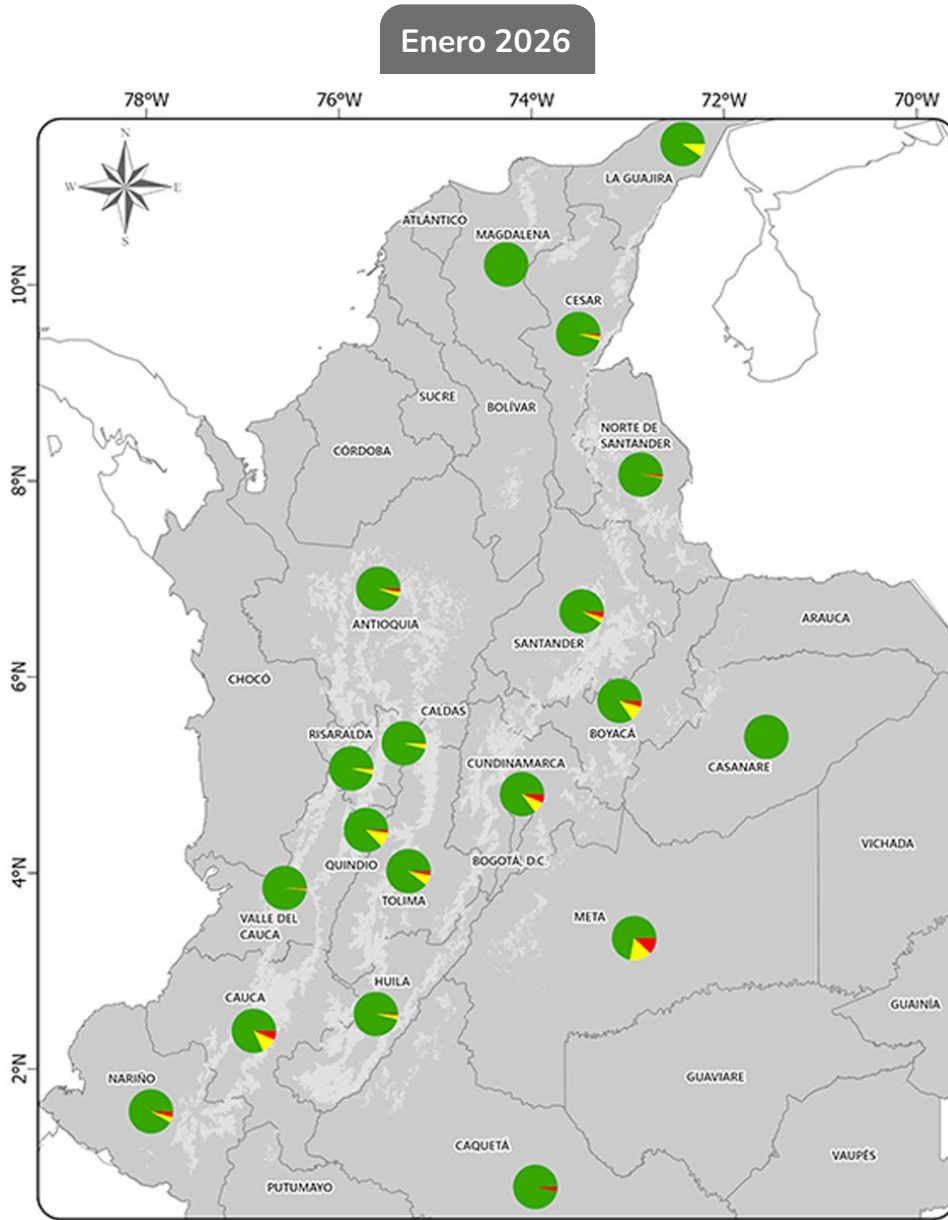 Enero 2026
78°W
76°W
74°W
72°W
70°W
N
W
E
S
LA GUAJIRA
ATLÁNTICO
MAGDALENA
10°N
CESAR
SUCRE
BOLÍVAR
NORTE DE
SANTANDER
CÓRDOBA
8°N
ANTIOQUIA
ARAUCA
SANTANDER
6°N
CHOCÓ
CALDAS
RISARALDA
BOYACÁ
CUNDINAMARCA
CASANARE
VICHADA
4°N
QUINDIO
BOGOTÁ, D.C.
TOLIMA
VALLE DEL
CAUCA
META
HUILA
CAUCA
GUAINÍA
2°N
NARIÑO
GUAVIARE
CAQUETÁ
VAUPÉS
PUTUMAYO